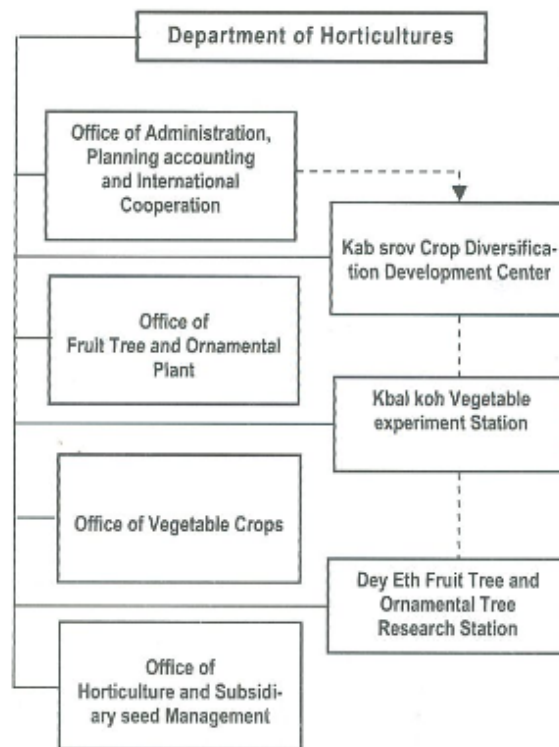 Department of Horticultures
Office of Administration,
Planning accounting
and International
Cooperation
Kab srov Crop Diversifica-
tion Development Center
Office of
Fruit Tree and Ornamental
Plant
Kbal koh Vegetable
experiment Station
Office of Vegetable Crops
Dey Eth Fruit Tree and
Ornamental Tree
Research Station
Office of
Horticulture and Subsidi-
ary seed Management